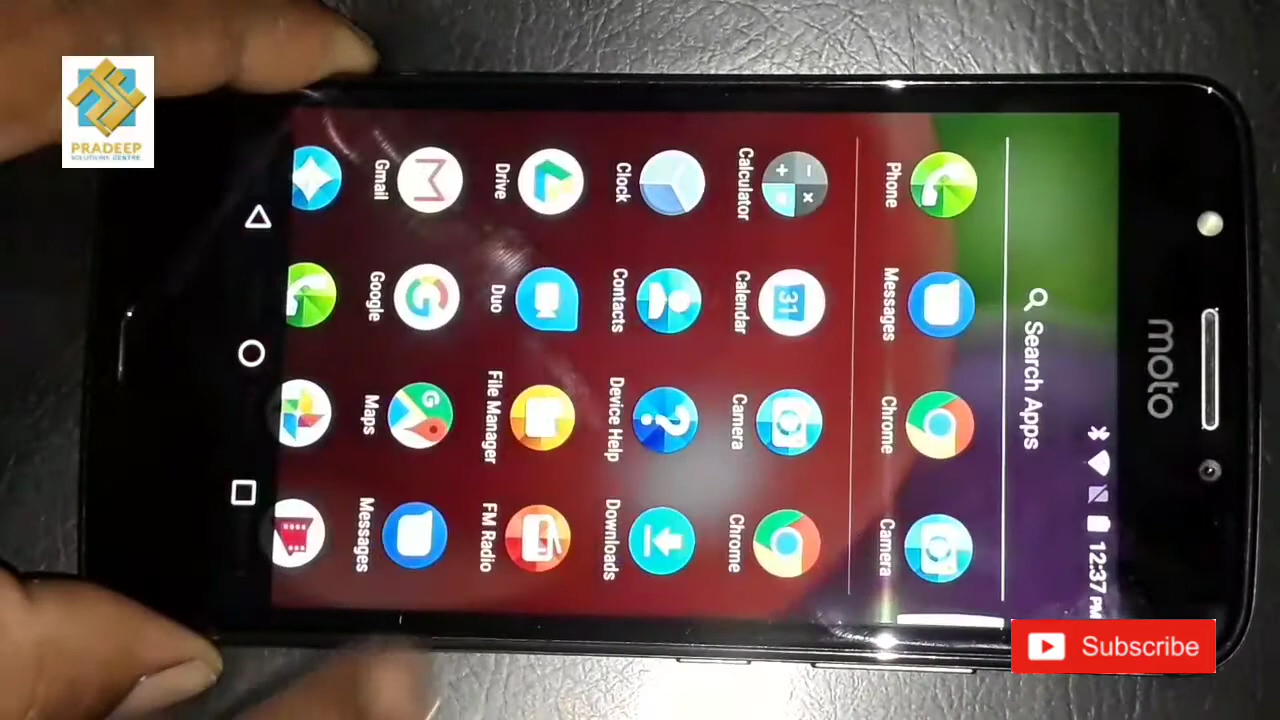 PRADEEP
SOLUTIONS CENTRE
moto
12:37 PM
Search Apps
Phone
Messages
Chrome
Camera
Calculator
Calendar
Camera
Chrome
31
Clock
Contacts
Device Help
Downloads
Drive
Duo
File Manager
FM Radio
Gmail
Google
Maps
Messages
Subscribe